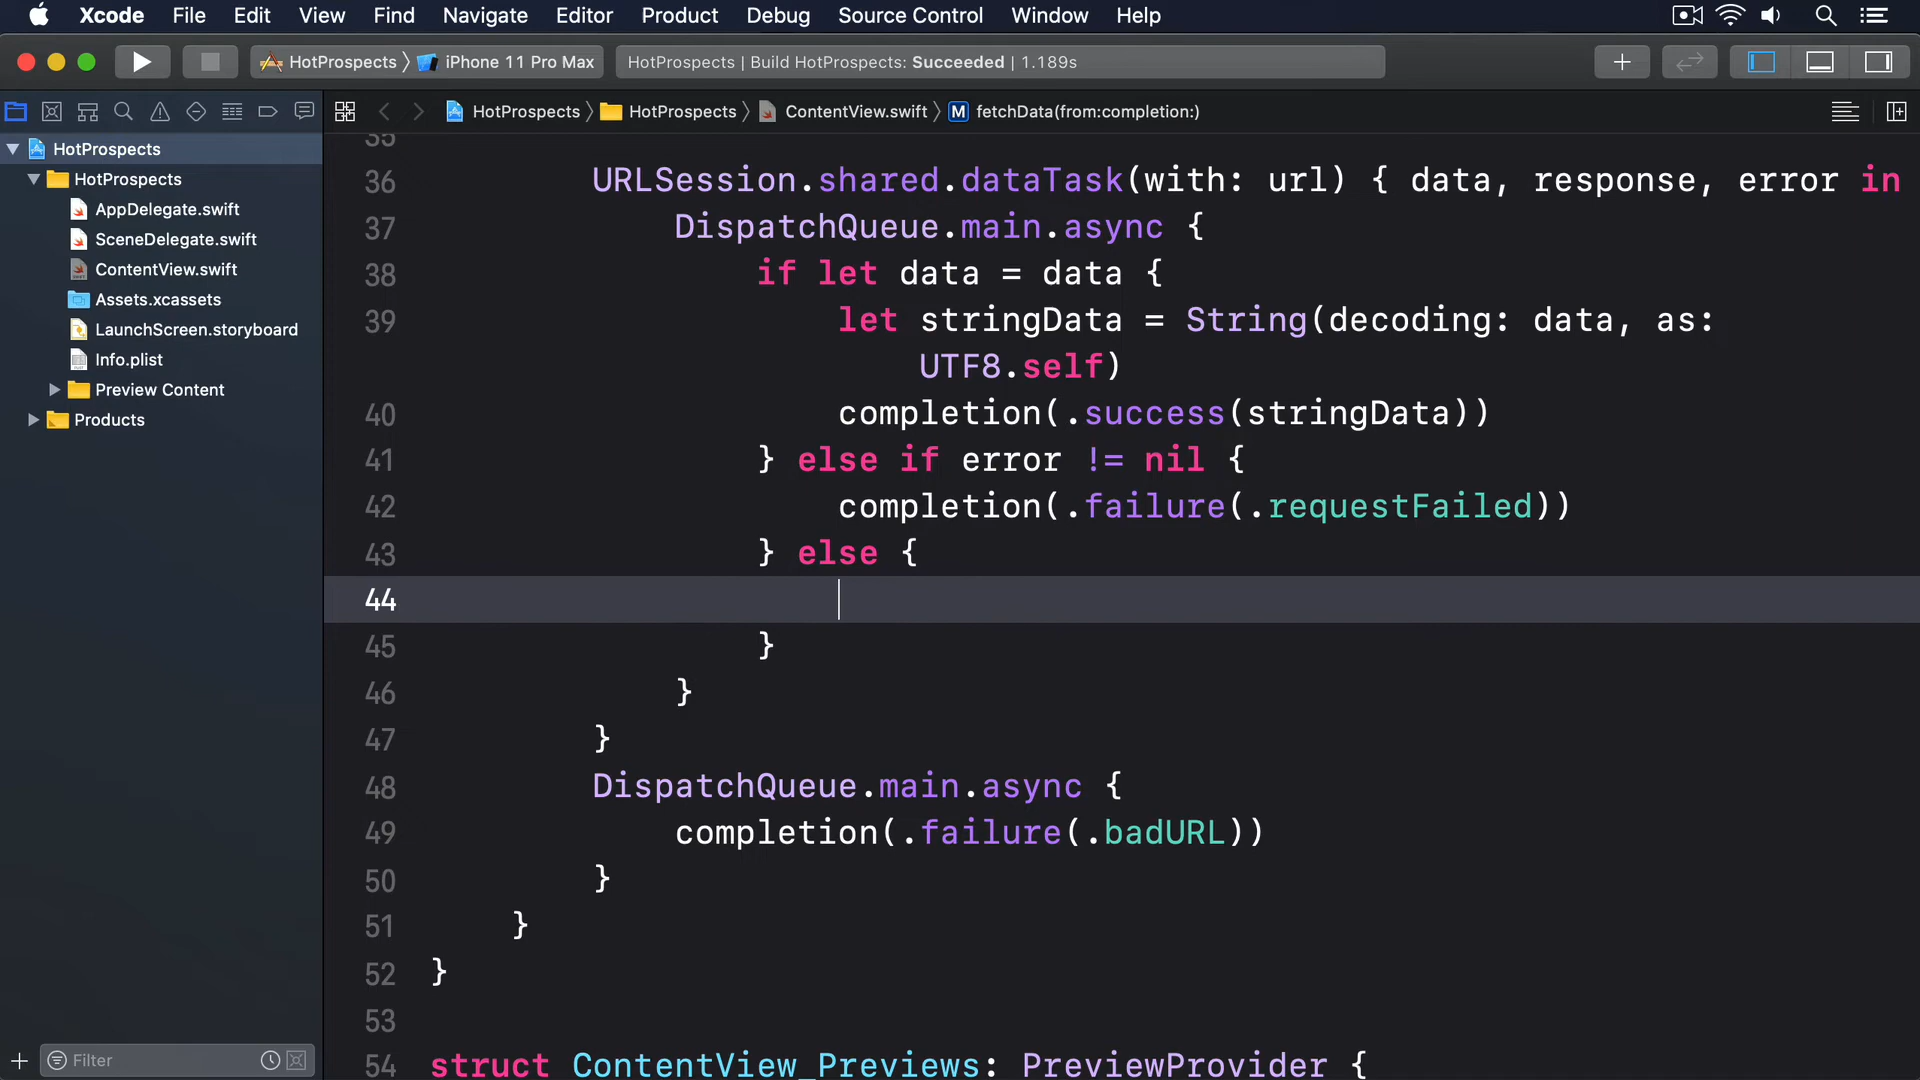 Xcode File Edit View Find Navigate Editor Product Debug Source Control Window Help
HotProspects 〉 iPhone 11 Pro Max
HotProspects | Build HotProspects: Succeeded | 1.189s
HotProspects 〉 HotProspects 〉 ContentView.swift 〉 M fetchData(from:completion:)
HotProspects
HotProspects
AppDelegate.swift
SceneDelegate.swift
ContentView.swift
Assets.xcassets
LaunchScreen.storyboard
Info.plist
Preview Content
Products
Filter
35
36 URLSession.shared.dataTask(with: url) { data, response, error in
37 DispatchQueue.main.async {
38 if let data = data {
39 let stringData = String(decoding: data, as:
UTF8.self)
40 completion(.success(stringData))
41 } else if error != nil {
42 completion(.failure(.requestFailed))
43 } else {
44
45 }
46 }
47 }
48 DispatchQueue.main.async {
49 completion(.failure(.badURL))
50 }
51 }
52 }
53
54 struct ContentView_Previews: PreviewProvider {